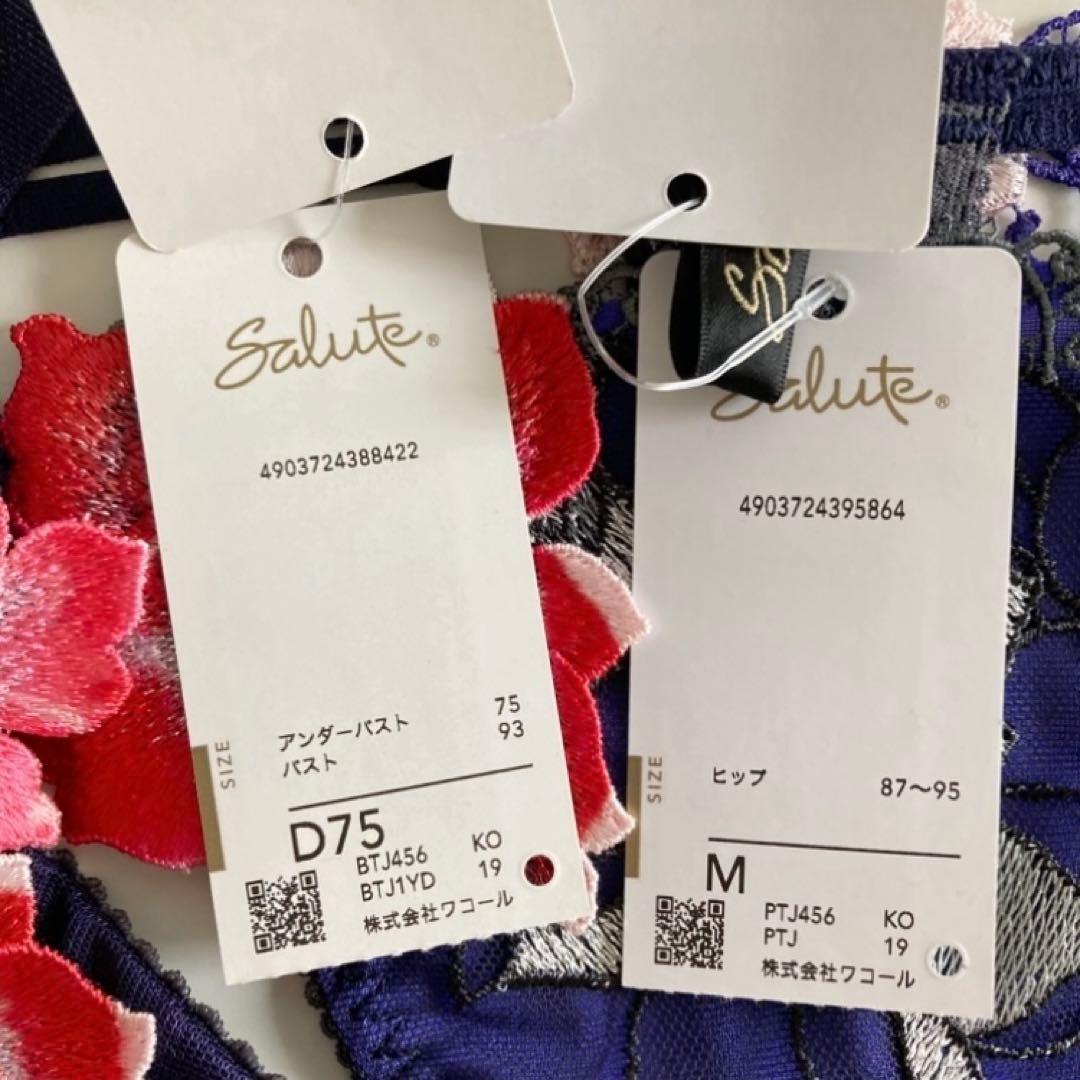 Salute®
4903724388422
アンダーバスト 75
バスト 93
SIZE
D75
BTJ456 KO
BTJ1YD 19
株式会社ワコール
Sa
Salute®
4903724395864
ヒップ 87〜95
SIZE
M
PTJ456 KO
PTJ 19
株式会社ワコール